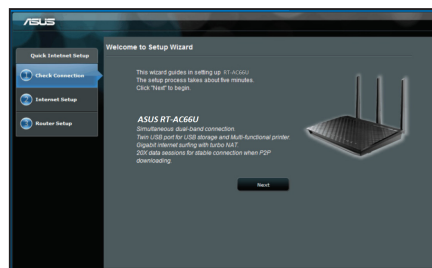 ASUS
Quick Internet Setup
1 Check Connection
2 Internet Setup
3 Router Setup
Welcome to Setup Wizard
This wizard guides in setting up RT-AC66U
The setup process takes about five minutes.
Click "Next" to begin.
ASUS RT-AC66U
Simultaneous dual-band connection.
Twin USB port for USB storage and Multi-functional printer.
Gigabit internet surfing with turbo NAT.
20X data sessions for stable connection when P2P
downloading.
Next